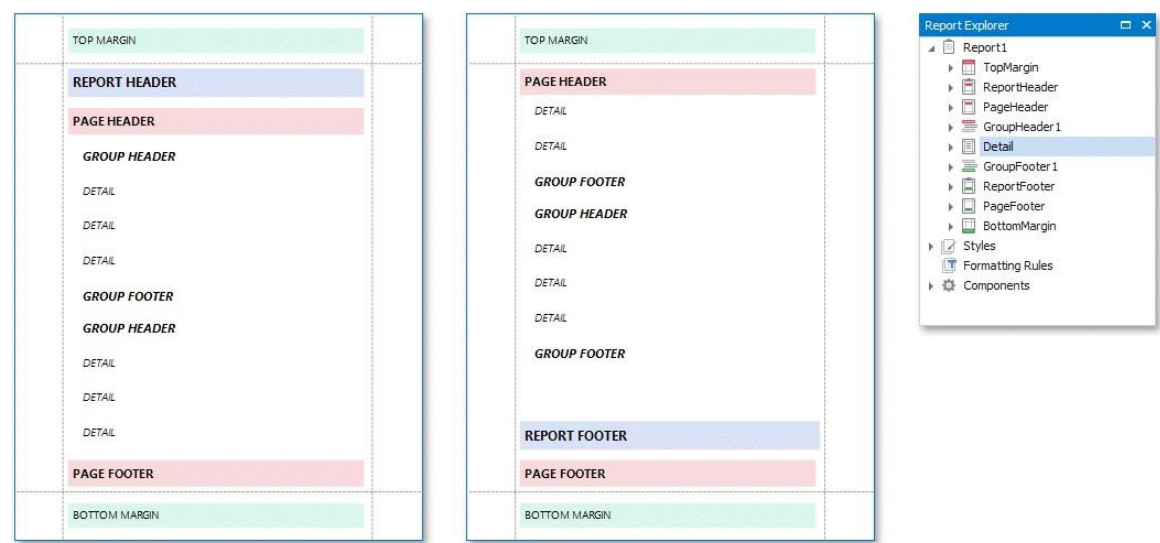 TOP MARGIN
REPORT HEADER
PAGE HEADER
GROUP HEADER
DETAIL
DETAIL
DETAIL
GROUP FOOTER
GROUP HEADER
DETAIL
DETAIL
DETAIL
PAGE FOOTER
BOTTOM MARGIN
TOP MARGIN
PAGE HEADER
DETAIL
DETAIL
GROUP FOOTER
GROUP HEADER
DETAIL
DETAIL
DETAIL
GROUP FOOTER
REPORT FOOTER
PAGE FOOTER
BOTTOM MARGIN
Report Explorer
Report1
TopMargin
ReportHeader
PageHeader
GroupHeader1
Detail
GroupFooter1
ReportFooter
PageFooter
BottomMargin
Styles
Formatting Rules
Components